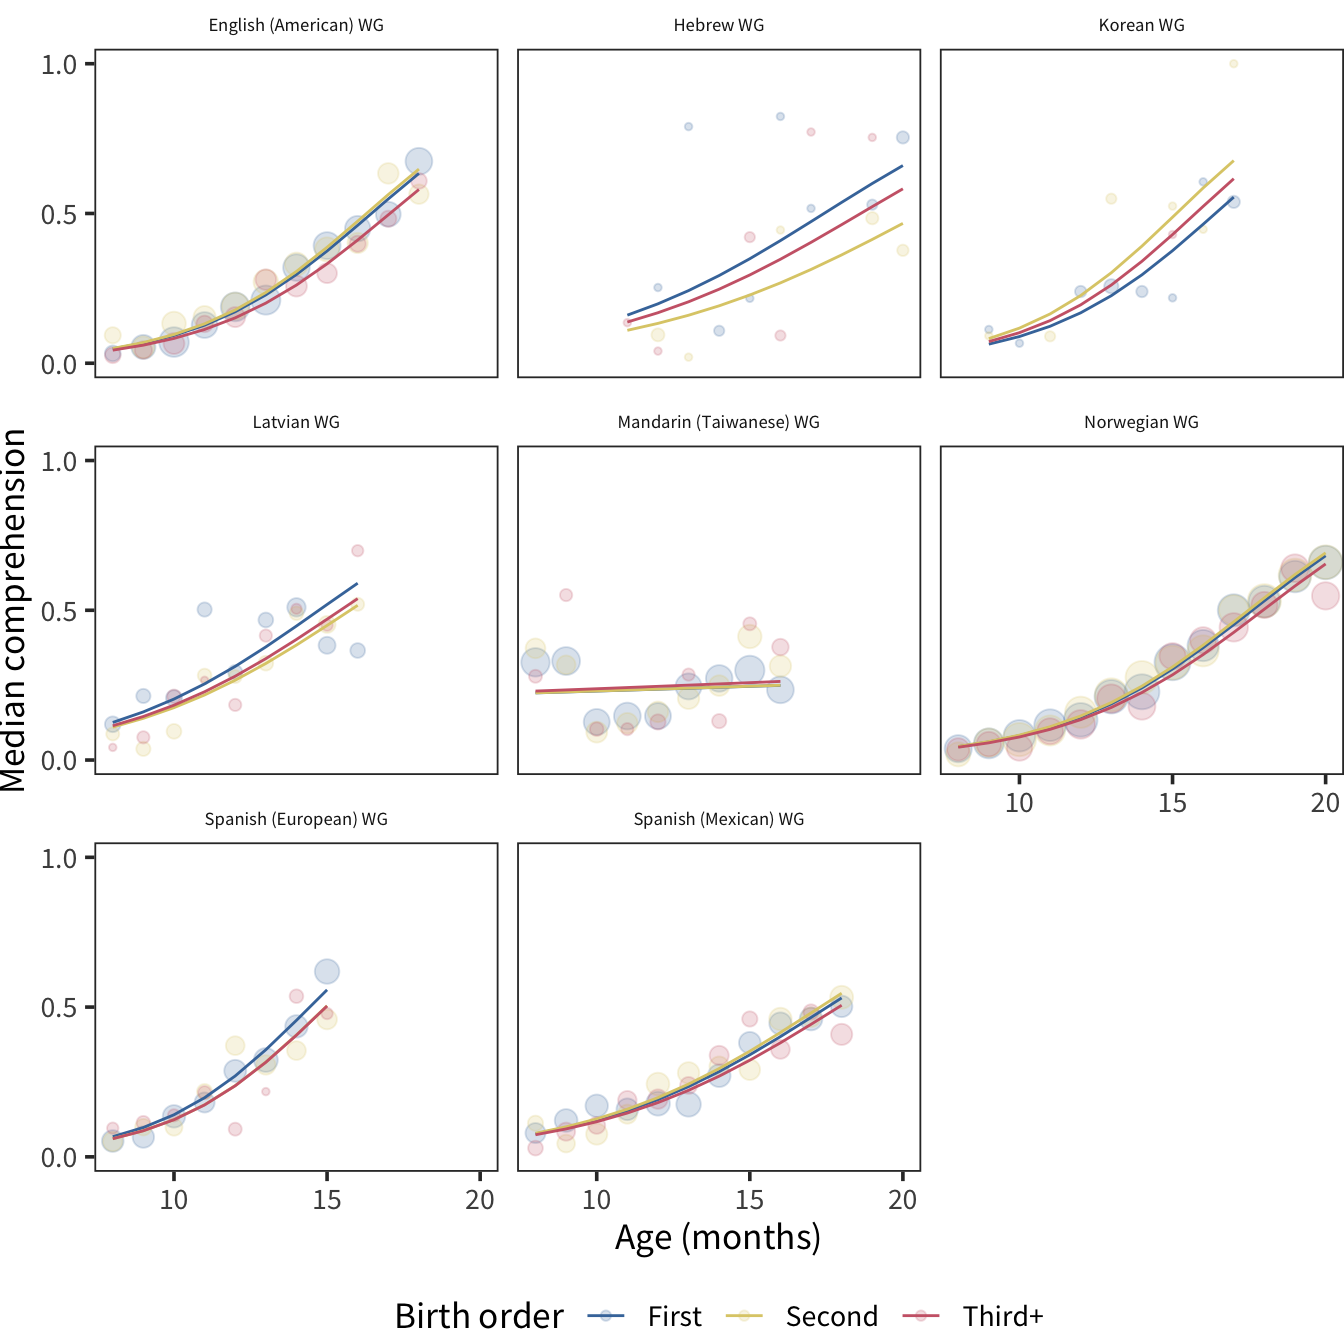 English (American) WG
Hebrew WG
Korean WG
1.0
0.5
0.0
Latvian WG
Mandarin (Taiwanese) WG
Norwegian WG
1.0
0.5
0.0
10 15 20
Median comprehension
Spanish (European) WG
Spanish (Mexican) WG
1.0
0.5
0.0
10 15 20
10 15 20
Age (months)
Birth order First Second Third+